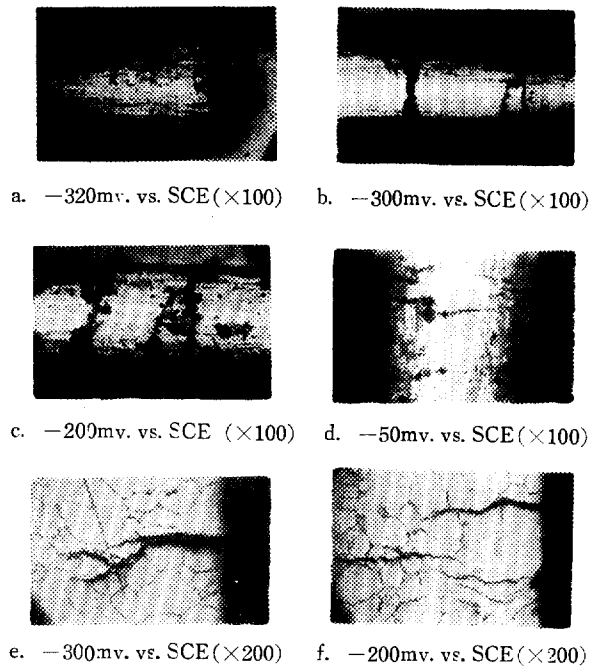 a. −320mv. vs. SCE(×100)
b. −300mv. vs. SCE(×100)
c. −200mv. vs. SCE (×100)
d. −50mv. vs. SCE(×100)
e. −300mv. vs. SCE(×200)
f. −200mv. vs. SCE(×200)